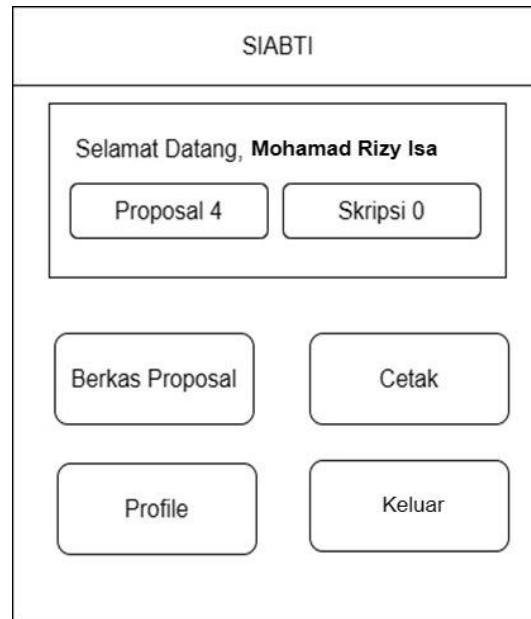 SIABTI
Selamat Datang, Mohamad Rizy Isa
Proposal 4
Skripsi 0
Berkas Proposal
Cetak
Profile
Keluar